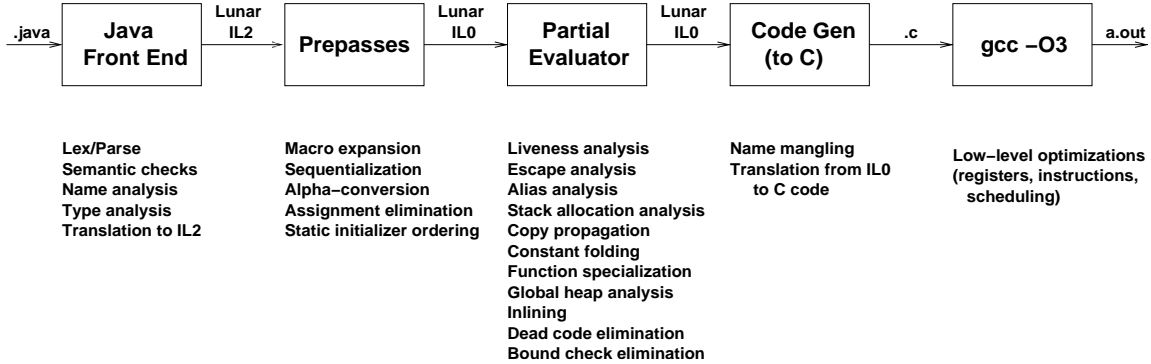 .java
Java
Front End
Lunar
IL2
Prepasses
Lunar
IL0
Partial
Evaluator
Lunar
IL0
Code Gen
(to C)
.c
gcc −O3
a.out
Lex/Parse
Semantic checks
Name analysis
Type analysis
Translation to IL2
Macro expansion
Sequentialization
Alpha−conversion
Assignment elimination
Static initializer ordering
Liveness analysis
Escape analysis
Alias analysis
Stack allocation analysis
Copy propagation
Constant folding
Function specialization
Global heap analysis
Inlining
Dead code elimination
Bound check elimination
Name mangling
Translation from IL0
to C code
Low−level optimizations
(registers, instructions,
scheduling)